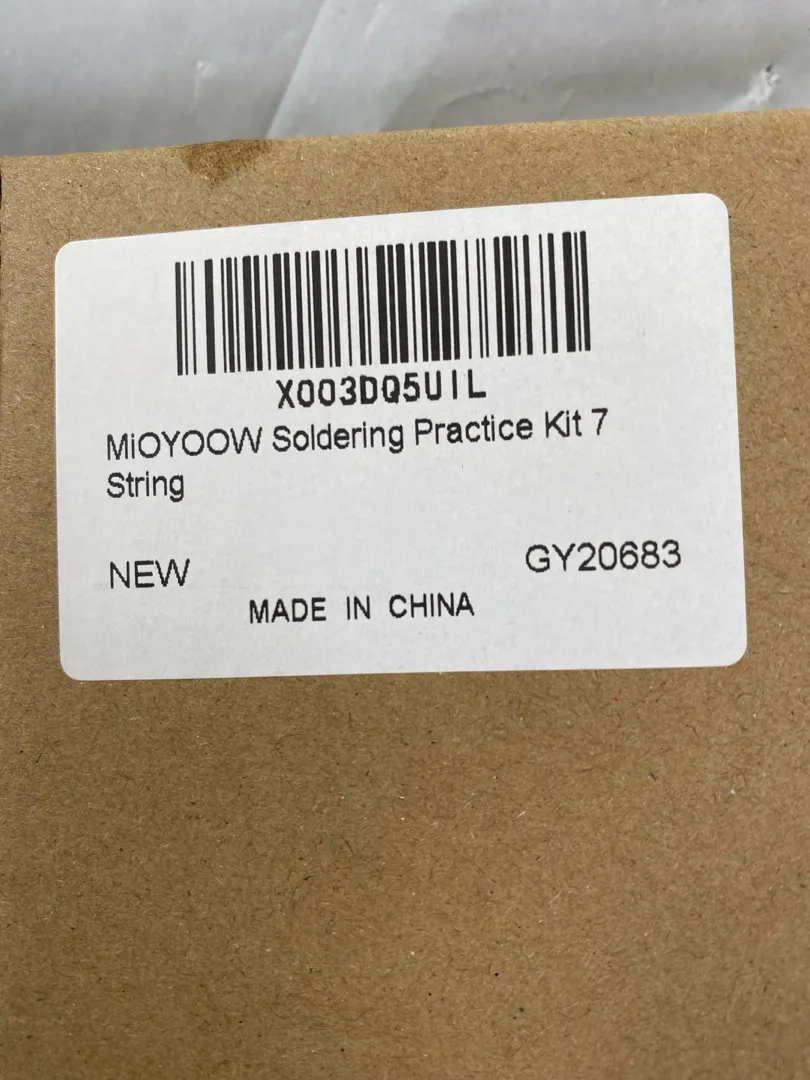 X003DQ5UIL
MiOYOOW Soldering Practice Kit 7
String
NEW
GY20683
MADE IN CHINA